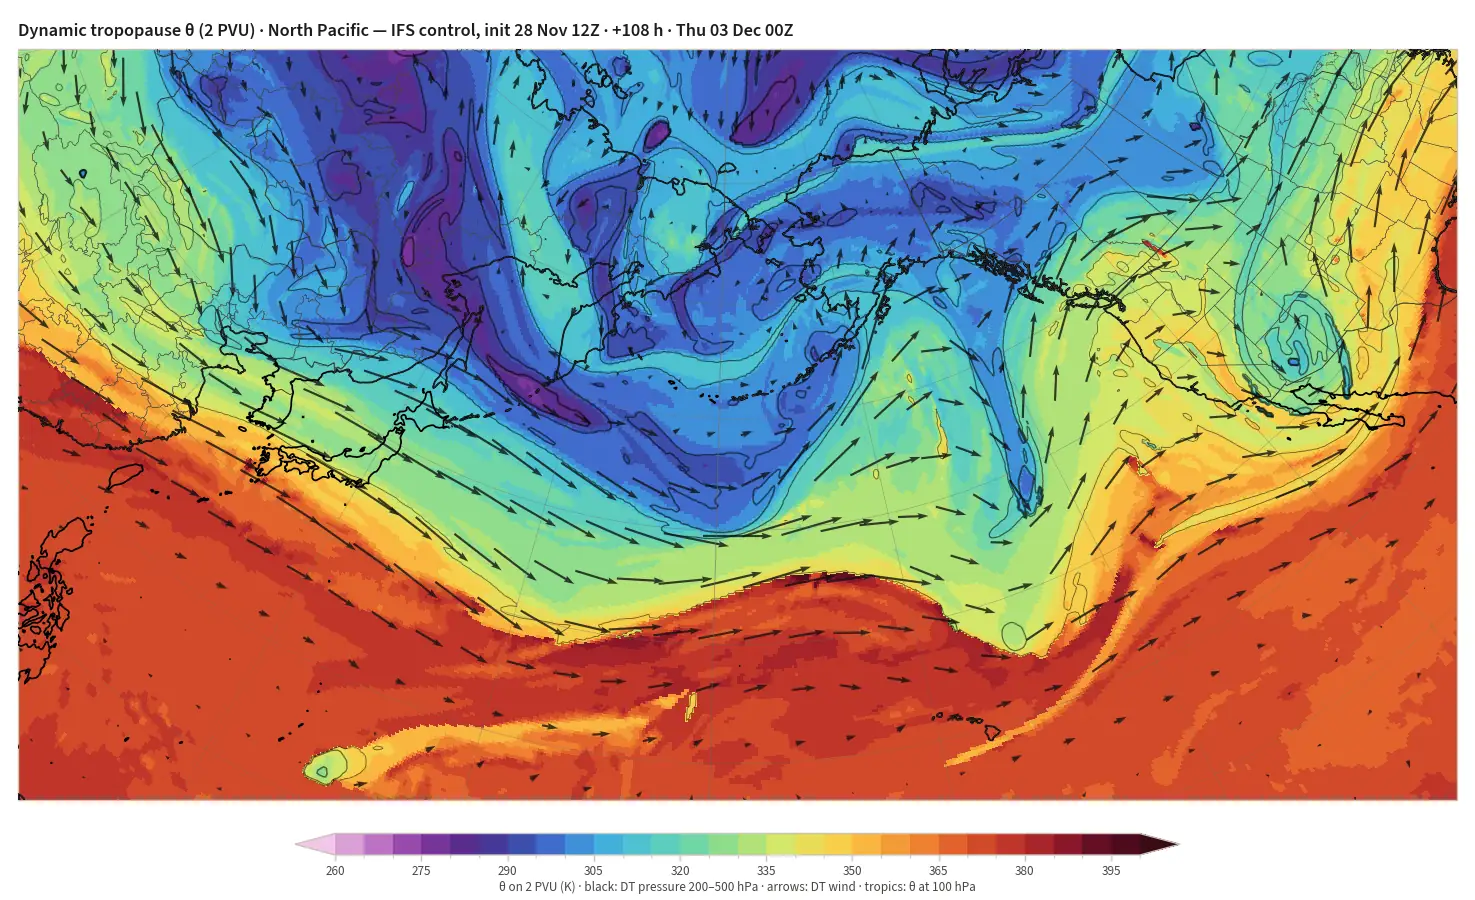 Dynamic tropopause θ (2 PVU) · North Pacific — IFS control, init 28 Nov 12Z · +108 h · Thu 03 Dec 00Z
260 275 290 305 320 335 350 365 380 395
θ on 2 PVU (K) · black: DT pressure 200–500 hPa · arrows: DT wind · tropics: θ at 100 hPa